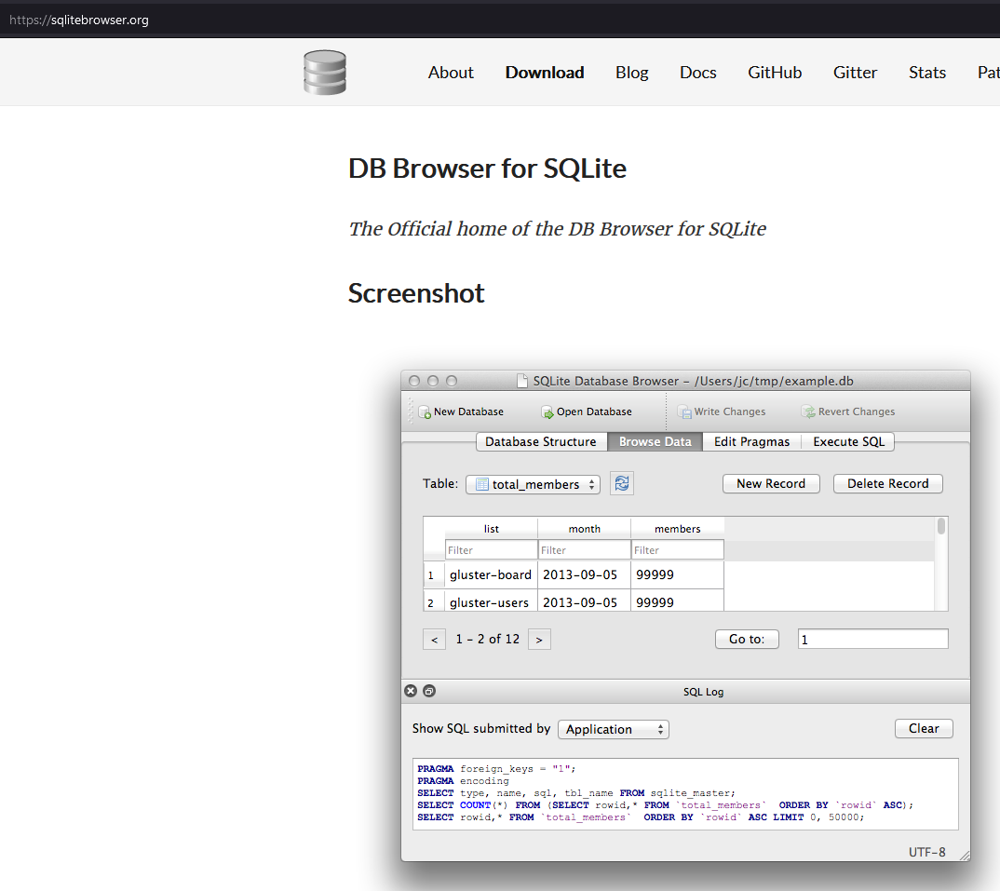 https://sqlitebrowser.org
About Download Blog Docs GitHub Gitter Stats Pat
DB Browser for SQLite
The Official home of the DB Browser for SQLite
Screenshot
SQLite Database Browser - /Users/jc/tmp/example.db
New Database Open Database Write Changes Revert Changes
Database Structure Browse Data Edit Pragmas Execute SQL
Table: total_members New Record Delete Record
list month members
Filter Filter Filter
1 gluster-board 2013-09-05 99999
2 gluster-users 2013-09-05 99999
< 1 - 2 of 12 > Go to: 1
SQL Log
Show SQL submitted by Application Clear
PRAGMA foreign_keys = "1";
PRAGMA encoding
SELECT type, name, sql, tbl_name FROM sqlite_master;
SELECT COUNT(*) FROM (SELECT rowid,* FROM `total_members`  ORDER BY `rowid` ASC);
SELECT rowid,* FROM `total_members`  ORDER BY `rowid` ASC LIMIT 0, 50000;
UTF-8